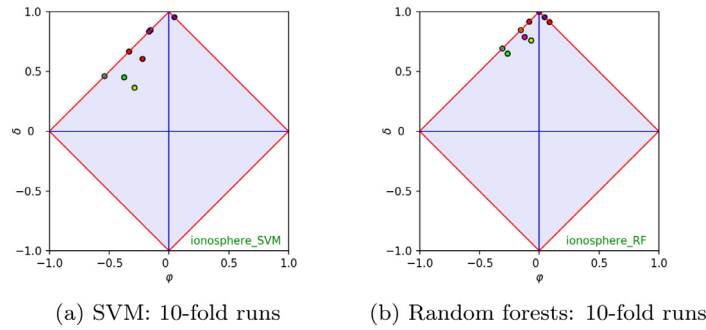 1.0
0.5
0
−0.5
−1.0
δ
ionosphere_SVM
−1.0 −0.5 0 0.5 1.0
φ
(a) SVM: 10-fold runs
1.0
0.5
0
−0.5
−1.0
δ
ionosphere_RF
−1.0 −0.5 0 0.5 1.0
φ
(b) Random forests: 10-fold runs